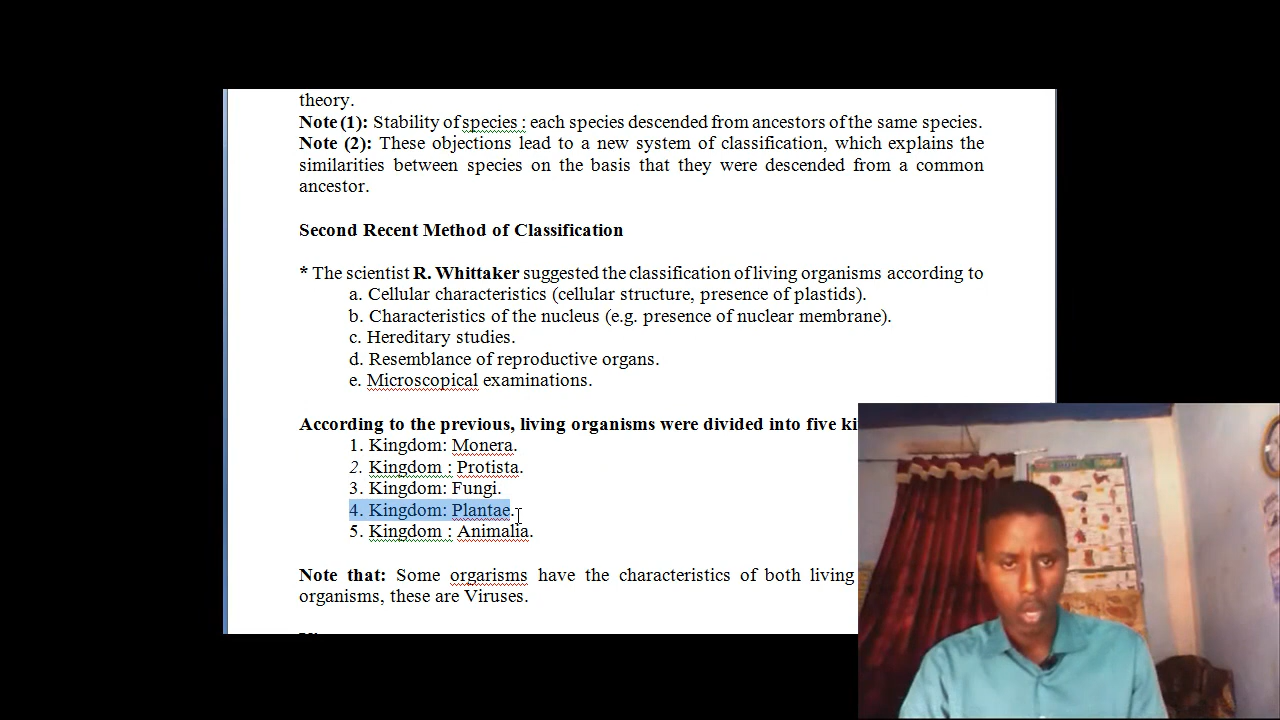 theory.
Note (1): Stability of species : each species descended from ancestors of the same species.
Note (2): These objections lead to a new system of classification, which explains the
similarities between species on the basis that they were descended from a common
ancestor.
Second Recent Method of Classification
* The scientist R. Whittaker suggested the classification of living organisms according to
a. Cellular characteristics (cellular structure, presence of plastids).
b. Characteristics of the nucleus (e.g. presence of nuclear membrane).
c. Hereditary studies.
d. Resemblance of reproductive organs.
e. Microscopical examinations.
According to the previous, living organisms were divided into five ki
1. Kingdom: Monera.
2. Kingdom : Protista.
3. Kingdom: Fungi.
4. Kingdom: Plantae.
5. Kingdom : Animalia.
Note that: Some orgarisms have the characteristics of both living
organisms, these are Viruses.